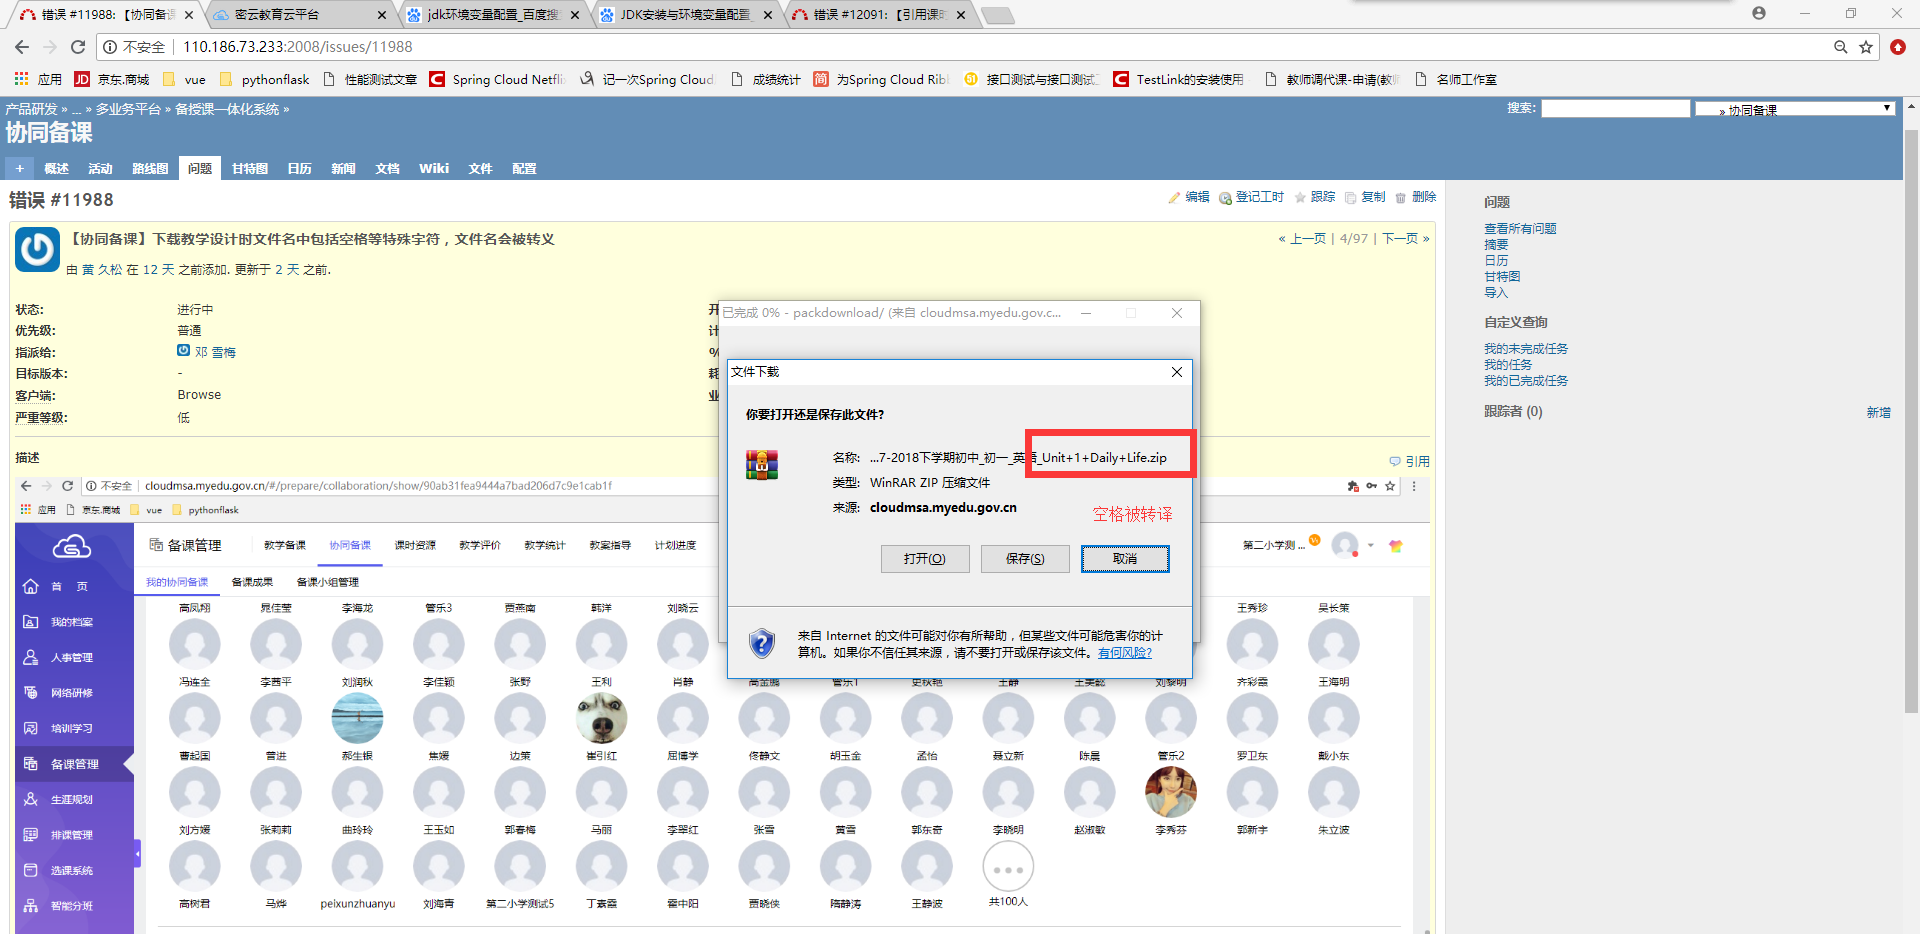 错误 #11988: 【协同备课
密云教育云平台
jdk环境变量配置_百度搜
JDK安装与环境变量配置_
错误 #12091: 【引用课时
不安全 110.186.73.233:2008/issues/11988
应用 京东.商城 vue pythonflask 性能测试文章 Spring Cloud Netfli 记一次Spring Cloud 成绩统计 为Spring Cloud Rib 接口测试与接口测试 TestLink的安装使用 教师调代课-申请(教 名师工作室
产品研发 » ... » 多业务平台 » 备授课一体化系统 »
搜索: » 协同备课
协同备课
+ 概述 活动 路线图 问题 甘特图 日历 新闻 文档 Wiki 文件 配置
错误 #11988
编辑 登记工时 跟踪 复制 删除
【协同备课】下载教学设计时文件名中包括空格等特殊字符，文件名会被转义
« 上一页 | 4/97 | 下一页 »
由 黄 久松 在 12 天 之前添加. 更新于 2 天 之前.
状态: 进行中
优先级: 普通
指派给: 邓 雪梅
目标版本: -
客户端: Browse
严重等级: 低
描述
引用
问题
查看所有问题
摘要
日历
甘特图
导入
自定义查询
我的未完成任务
我的任务
我的已完成任务
跟踪者 (0) 新增
已完成 0% - packdownload/ (来自 cloudmsa.myedu.gov.c...
文件下载
你要打开还是保存此文件?
名称: ...7-2018下学期初中_初一_英语_Unit+1+Daily+Life.zip
类型: WinRAR ZIP 压缩文件
来源: cloudmsa.myedu.gov.cn
空格被转译
打开(O) 保存(S) 取消
来自 Internet 的文件可能对你有所帮助，但某些文件可能危害你的计
算机。如果你不信任其来源，请不要打开或保存该文件。有何风险?
不安全 cloudmsa.myedu.gov.cn/#/prepare/collaboration/show/90ab31fea9444a7bad206d7c9e1cab1f
应用 京东.商城 vue pythonflask
备课管理 教学备课 协同备课 课时资源 教学评价 教学统计 教案指导 计划进度
第二小学测 ...
我的协同备课 备课成果 备课小组管理
首 页
我的档案
人事管理
网络研修
培训学习
备课管理
生涯规划
排课管理
选课系统
智能分班
高凤翔 晁佳莹 李海龙 管乐3 贾燕南 韩洋 刘晓云 王秀珍 吴长策
冯连全 李茜平 刘润秋 李佳颖 张野 王利 肖静 高金鹏 管乐1 史秋艳 王静 王昊懿 刘黎明 齐彩霞 王海明
曹起国 曾进 郝生银 焦媛 边策 崔引红 屈博学 佟静文 胡玉金 孟怡 聂立新 陈晨 管乐2 罗卫东 戴小东
刘方媛 张莉莉 曲玲玲 王玉如 郭春梅 马丽 李翠红 张雪 黄雪 郭东奇 李晓明 赵淑敏 李秀芬 郭新宇 朱立波
高树君 马烨 peixunzhuanyu 刘海青 第二小学测试5 丁素霞 霍中阳 贾晓侠 隋静涛 王静波 共100人